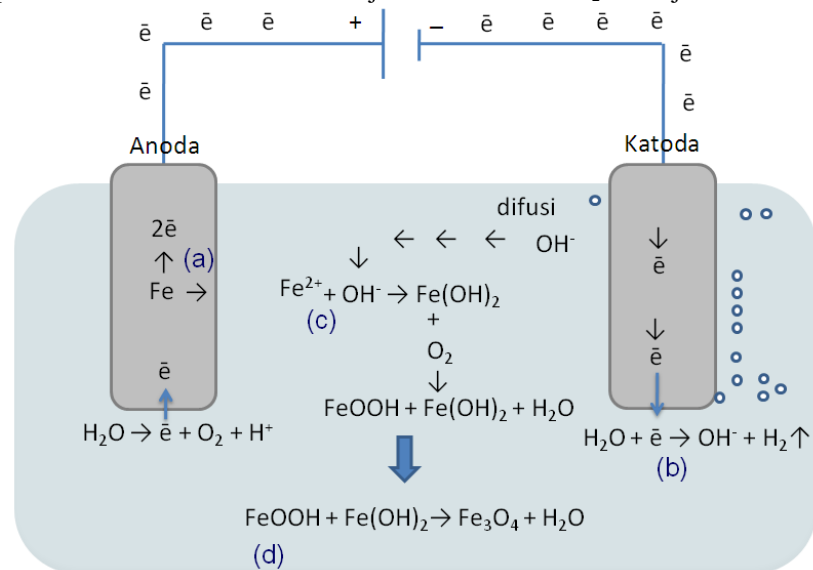 ē ē ē + – ē ē ē ē
ē ē
ē ē
Anoda Katoda
difusi
2ē ← ← ← OH⁻ ↓
↑ (a) ↓ ē
Fe → Fe²⁺ + OH⁻ → Fe(OH)₂
(c) +
O₂ ↓
ē ↓ ē
FeOOH + Fe(OH)₂ + H₂O
H₂O → ē + O₂ + H⁺ H₂O + ē → OH⁻ + H₂↑
(b)
FeOOH + Fe(OH)₂ → Fe₃O₄ + H₂O
(d)